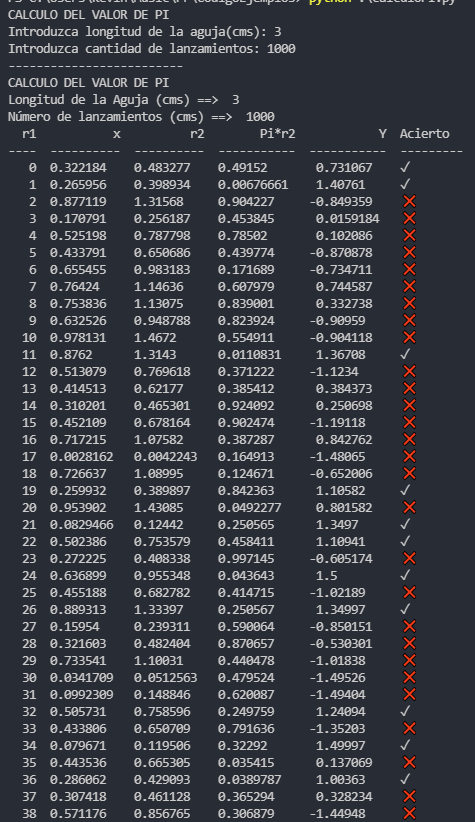 CALCULO DEL VALOR DE PI
Introduzca longitud de la aguja(cms): 3
Introduzca cantidad de lanzamientos: 1000
-------------------------
CALCULO DEL VALOR DE PI
Longitud de la Aguja (cms) ==>  3
Número de lanzamientos (cms) ==>  1000
r1 x r2 Pi*r2 Y Acierto
---- ---------- ---------- ----------- ----------- ---------
0 0.322184 0.483277 0.49152 0.731067 ✓
1 0.265956 0.398934 0.00676661 1.40761 ✓
2 0.877119 1.31568 0.904227 -0.849359 ❌
3 0.170791 0.256187 0.453845 0.0159184 ❌
4 0.525198 0.787798 0.78502 0.102086 ❌
5 0.433791 0.650686 0.439774 -0.870878 ❌
6 0.655455 0.983183 0.171689 -0.734711 ❌
7 0.76424 1.14636 0.607979 0.744587 ❌
8 0.753836 1.13075 0.839001 0.332738 ❌
9 0.632526 0.948788 0.823924 -0.90959 ❌
10 0.978131 1.4672 0.554911 -0.904118 ❌
11 0.8762 1.3143 0.0110831 1.36708 ✓
12 0.513079 0.769618 0.371222 -1.1234 ❌
13 0.414513 0.62177 0.385412 0.384373 ❌
14 0.310201 0.465301 0.924092 0.250698 ❌
15 0.452109 0.678164 0.902474 -1.19118 ❌
16 0.717215 1.07582 0.387287 0.842762 ❌
17 0.0028162 0.0042243 0.164913 -1.48065 ❌
18 0.726637 1.08995 0.124671 -0.652006 ❌
19 0.259932 0.389897 0.842363 1.10582 ✓
20 0.953902 1.43085 0.0492277 0.801582 ❌
21 0.0829466 0.12442 0.250565 1.3497 ✓
22 0.502386 0.753579 0.458411 1.10941 ✓
23 0.272225 0.408338 0.997145 -0.605174 ❌
24 0.636899 0.955348 0.043643 1.5 ✓
25 0.455188 0.682782 0.414715 -1.02189 ❌
26 0.889313 1.33397 0.250567 1.34997 ✓
27 0.15954 0.239311 0.590064 -0.850151 ❌
28 0.321603 0.482404 0.870657 -0.530301 ❌
29 0.733541 1.10031 0.440478 -1.01838 ❌
30 0.0341709 0.0512563 0.479524 -1.49526 ❌
31 0.0992309 0.148846 0.620087 -1.49404 ❌
32 0.505731 0.758596 0.249759 1.24094 ✓
33 0.433806 0.650709 0.791636 -1.35203 ❌
34 0.079671 0.119506 0.32292 1.49997 ✓
35 0.443536 0.665305 0.035415 0.137069 ❌
36 0.286062 0.429093 0.0389787 1.00363 ✓
37 0.307418 0.461128 0.365294 0.328234 ❌
38 0.571176 0.856765 0.306879 -1.44948 ❌